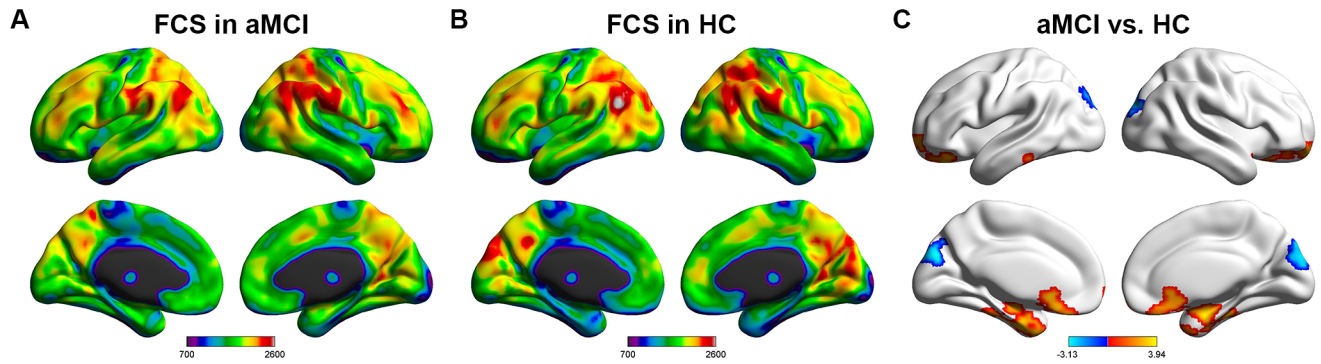 A FCS in aMCI
B FCS in HC
C aMCI vs. HC
700 2600
700 2600
-3.13 3.94